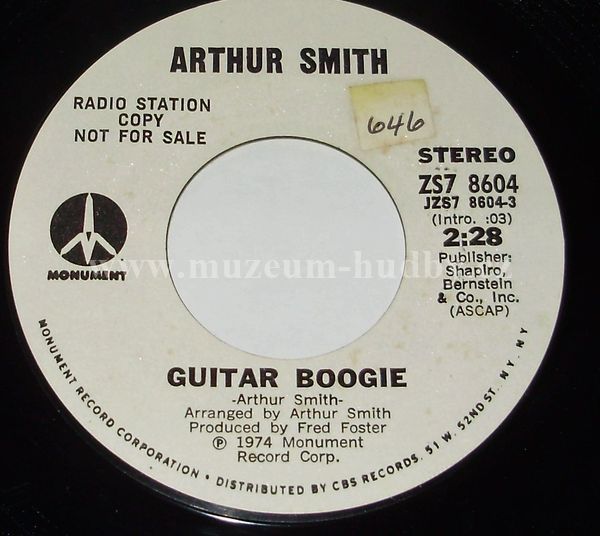 ARTHUR SMITH
RADIO STATION
COPY
NOT FOR SALE
646
STEREO
ZS7 8604
JZS7 8604-3
(Intro. :03)
2:28
Publisher:
Shapiro,
Bernstein
& Co., Inc.
(ASCAP)
MONUMENT
www.muzeum-hudby.cz
GUITAR BOOGIE
-Arthur Smith-
Arranged by Arthur Smith
Produced by Fred Foster
℗ 1974 Monument
Record Corp.
MONUMENT RECORD CORPORATION • DISTRIBUTED BY CBS RECORDS, 51 W. 52ND ST. N.Y., N.Y.